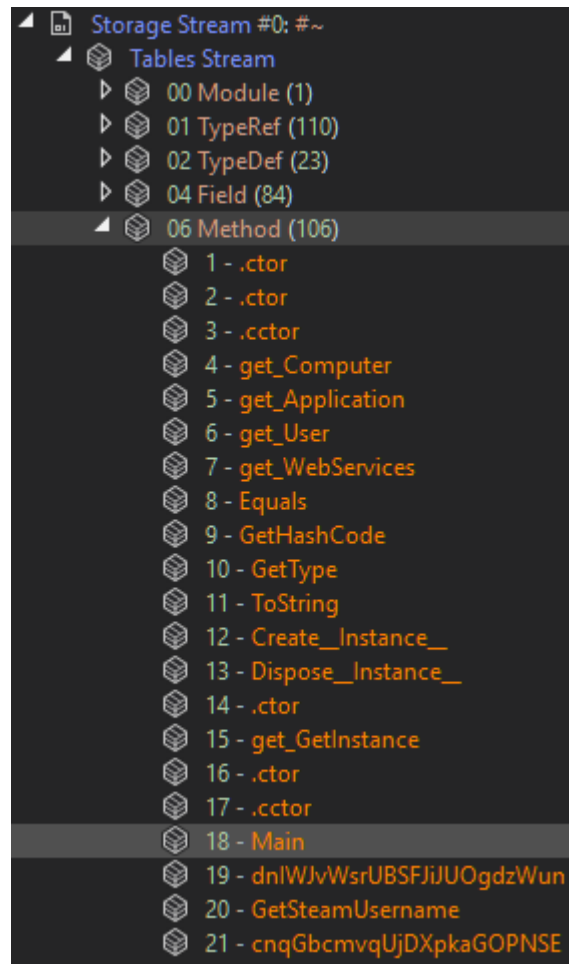 Storage Stream #0: #~
Tables Stream
00 Module (1)
01 TypeRef (110)
02 TypeDef (23)
04 Field (84)
06 Method (106)
1 - .ctor
2 - .ctor
3 - .cctor
4 - get_Computer
5 - get_Application
6 - get_User
7 - get_WebServices
8 - Equals
9 - GetHashCode
10 - GetType
11 - ToString
12 - Create__Instance__
13 - Dispose__Instance__
14 - .ctor
15 - get_GetInstance
16 - .ctor
17 - .cctor
18 - Main
19 - dnIWJvWsrUBSFJiJUOgdzWun
20 - GetSteamUsername
21 - cnqGbcmvqUjDXpkaGOPNSE